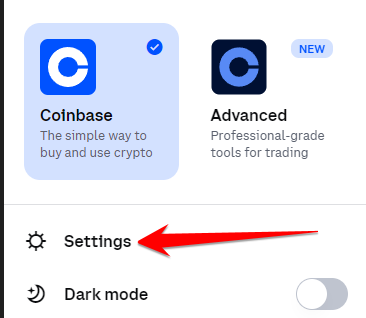 NEW
Coinbase
The simple way to
buy and use crypto
Advanced
Professional-grade
tools for trading
Settings
Dark mode